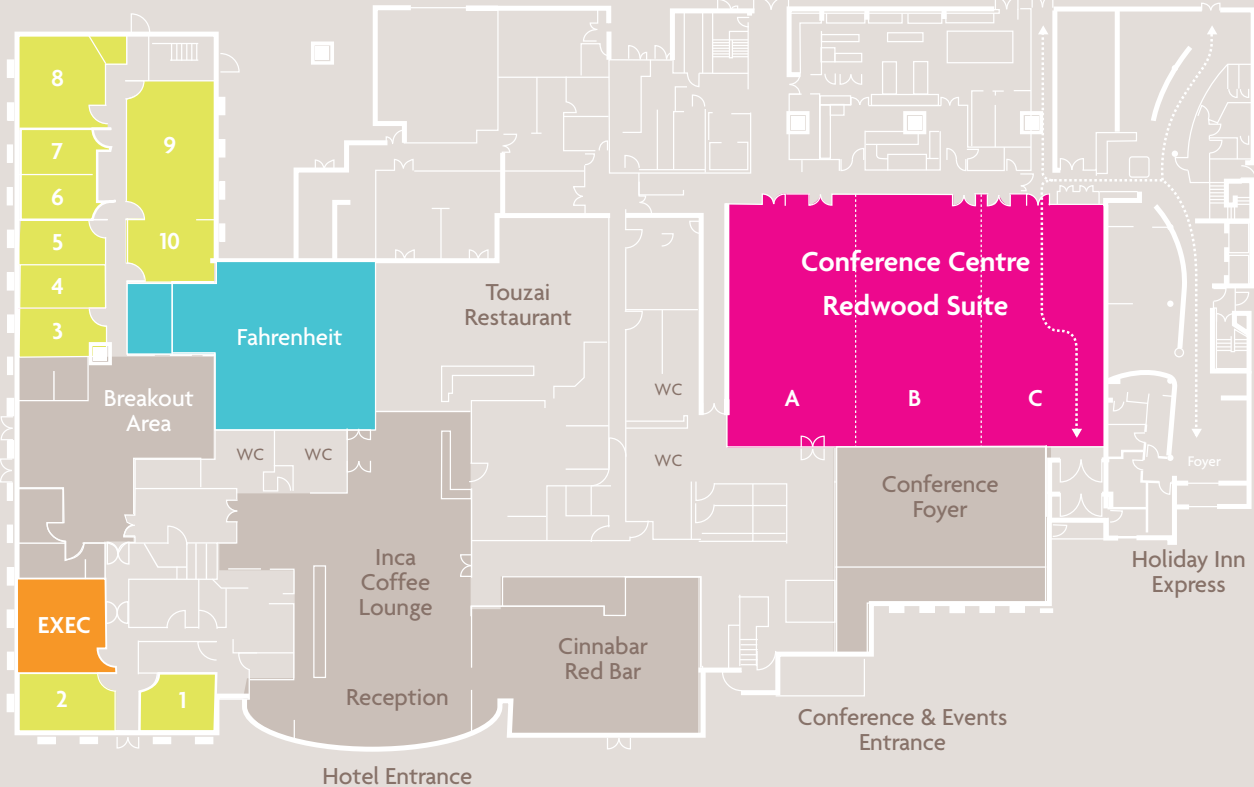 8
7
6
5
4
3
9
10
Fahrenheit
Breakout
Area
WC
WC
EXEC
2
1
Touzai
Restaurant
WC
WC
Inca
Coffee
Lounge
Reception
Cinnabar
Red Bar
Hotel Entrance
Conference Centre
Redwood Suite
A
B
C
Conference
Foyer
Foyer
Holiday Inn
Express
Conference & Events
Entrance